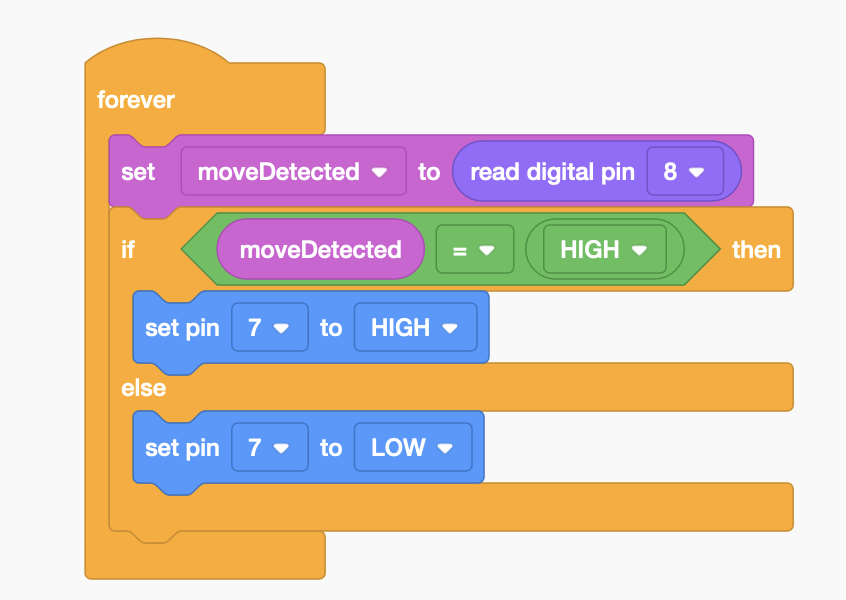 forever
set moveDetected to read digital pin 8
if moveDetected = HIGH then
set pin 7 to HIGH
else
set pin 7 to LOW